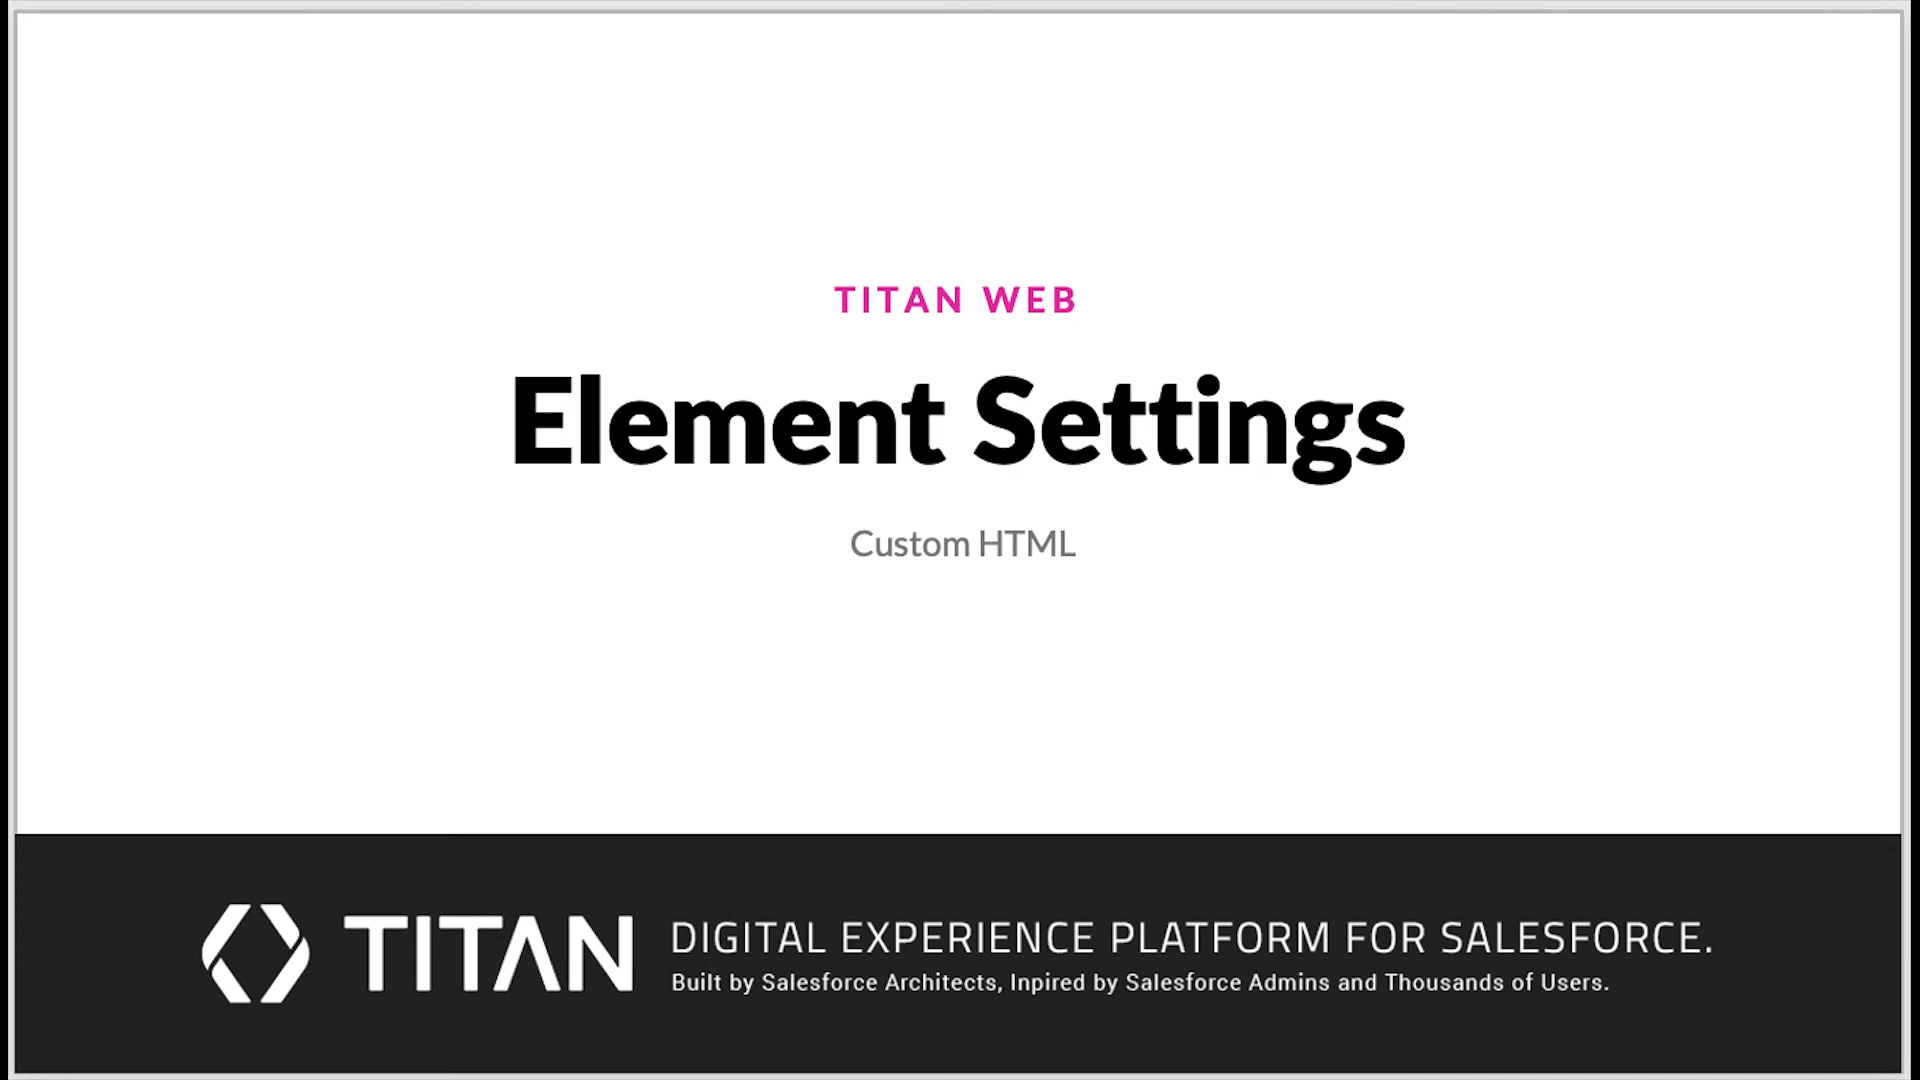 TITAN WEB
Element Settings
Custom HTML
TITAN
DIGITAL EXPERIENCE PLATFORM FOR SALESFORCE.
Built by Salesforce Architects, Inpired by Salesforce Admins and Thousands of Users.